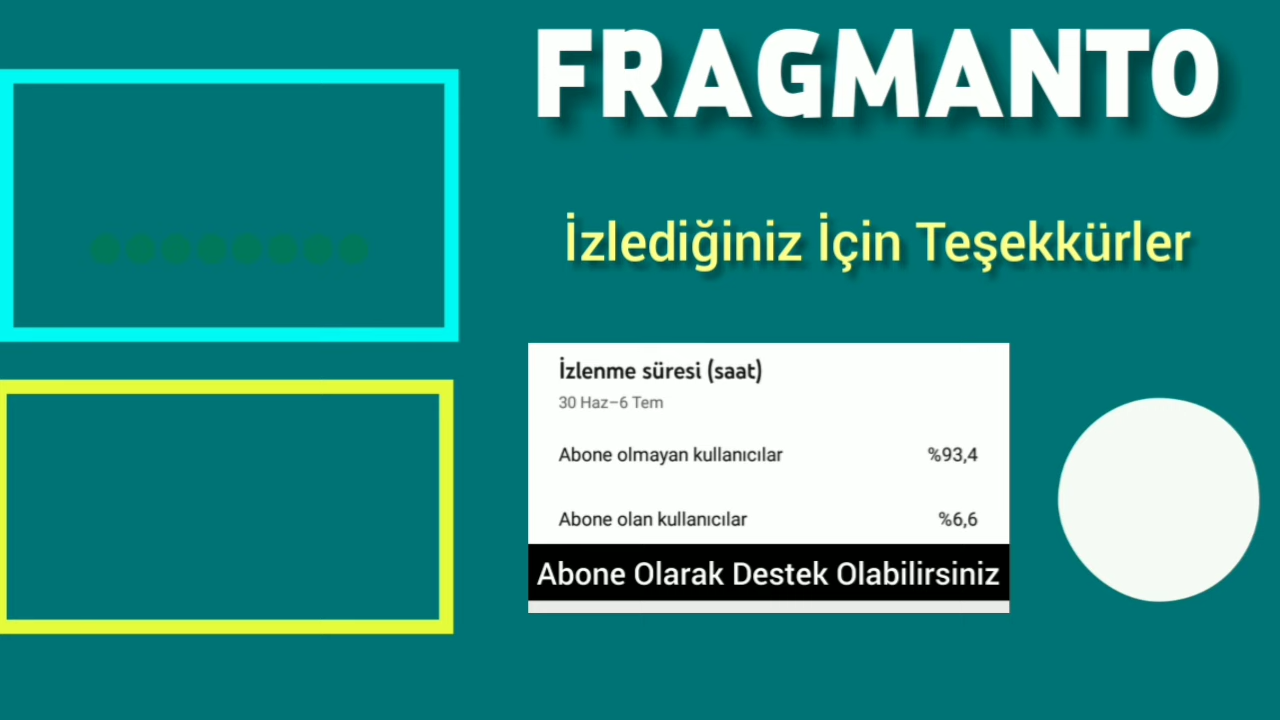 FRAGMANTO
İzlediğiniz İçin Teşekkürler
İzlenme süresi (saat)
30 Haz–6 Tem
Abone olmayan kullanıcılar %93,4
Abone olan kullanıcılar %6,6
Abone Olarak Destek Olabilirsiniz